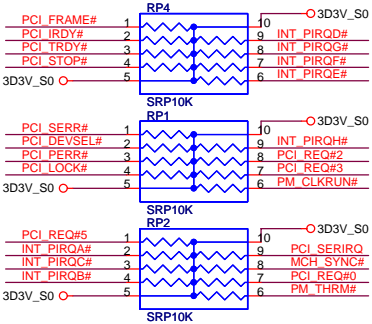 RP4
PCI_FRAME# 1 10 3D3V_S0
PCI_IRDY# 2 9 INT_PIRQD#
PCI_TRDY# 3 8 INT_PIRQG#
PCI_STOP# 4 7 INT_PIRQF#
3D3V_S0 5 6 INT_PIRQE#
SRP10K
RP1
PCI_SERR# 1 10 3D3V_S0
PCI_DEVSEL# 2 9 INT_PIRQH#
PCI_PERR# 3 8 PCI_REQ#2
PCI_LOCK# 4 7 PCI_REQ#3
3D3V_S0 5 6 PM_CLKRUN#
SRP10K
RP2
PCI_REQ#5 1 10 3D3V_S0
INT_PIRQA# 2 9 PCI_SERIRQ
INT_PIRQC# 3 8 MCH_SYNC#
INT_PIRQB# 4 7 PCI_REQ#0
3D3V_S0 5 6 PM_THRM#
SRP10K